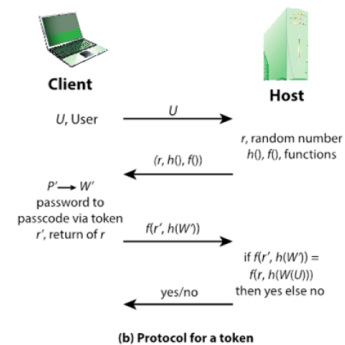 Client
Host
U, User
U
r, random number
h(), f(), functions
(r, h(), f())
P' → W'
password to
passcode via token
r', return of r
f(r', h(W'))
if f(r', h(W')) =
f(r, h(W(U)))
then yes else no
yes/no
(b) Protocol for a token